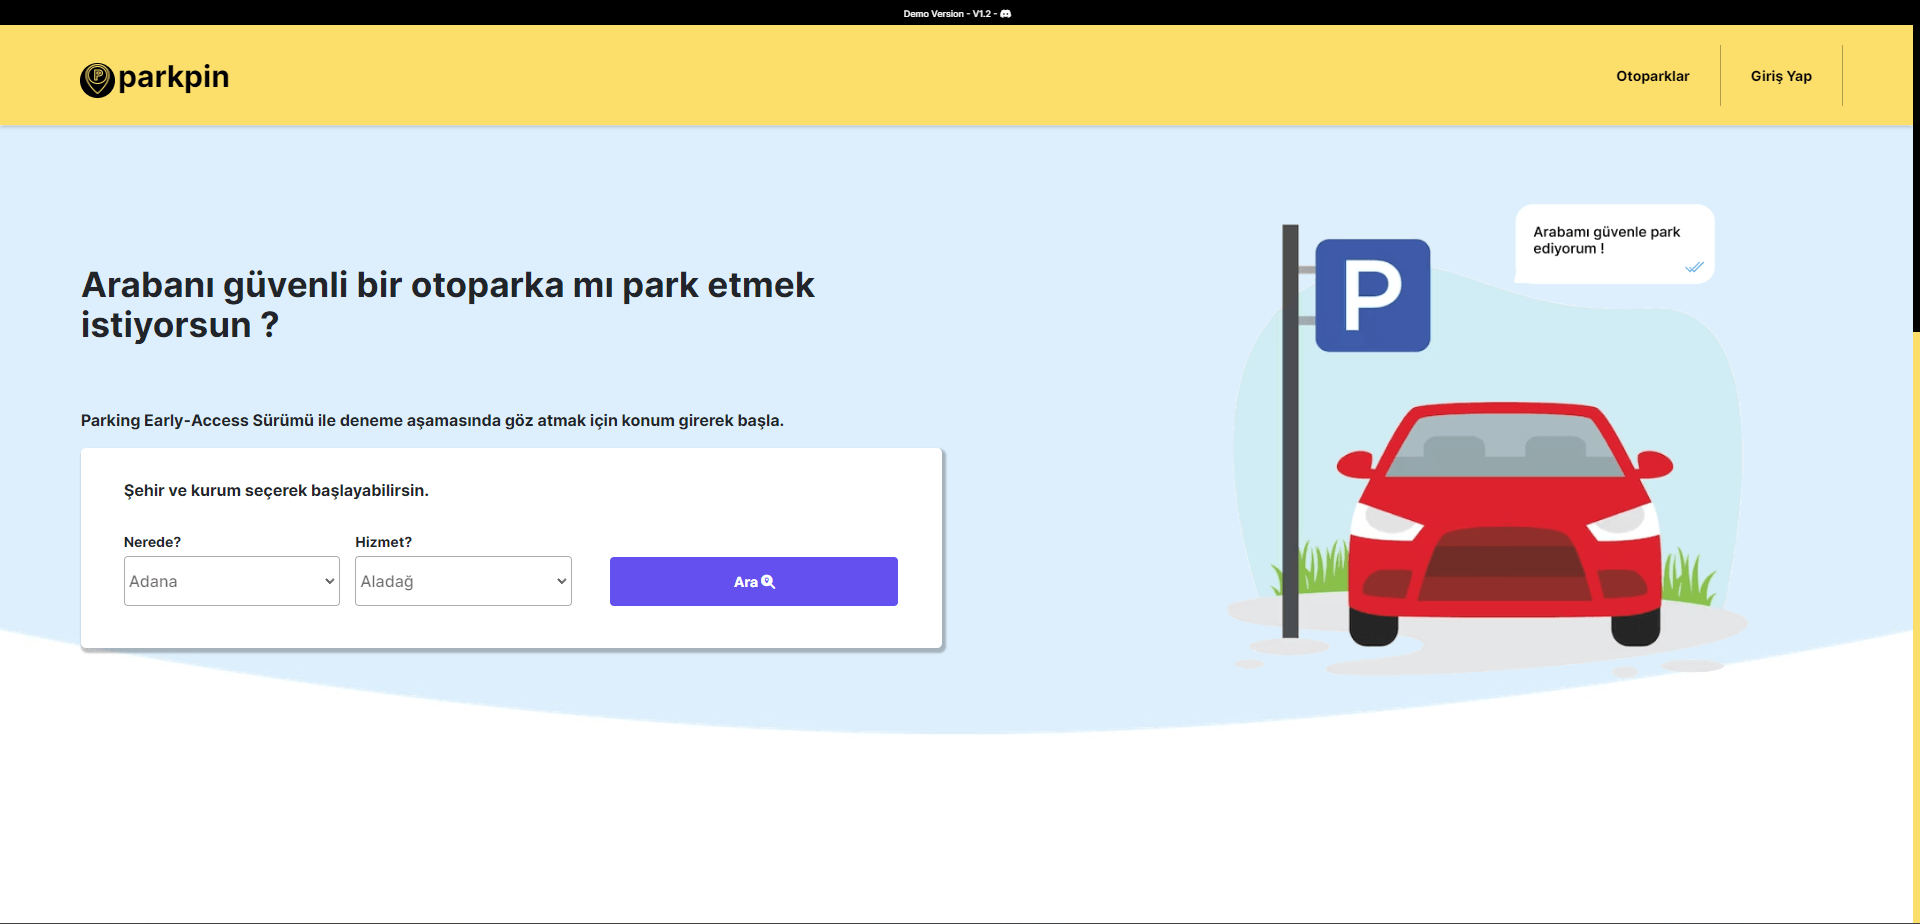 Demo Version - V1.2 -
parkpin
Otoparklar
Giriş Yap
Arabanı güvenli bir otoparka mı park etmek
istiyorsun ?
Parking Early-Access Sürümü ile deneme aşamasında göz atmak için konum girerek başla.
Şehir ve kurum seçerek başlayabilirsin.
Nerede?
Hizmet?
Adana
Aladağ
Ara
Arabamı güvenle park
ediyorum !
P